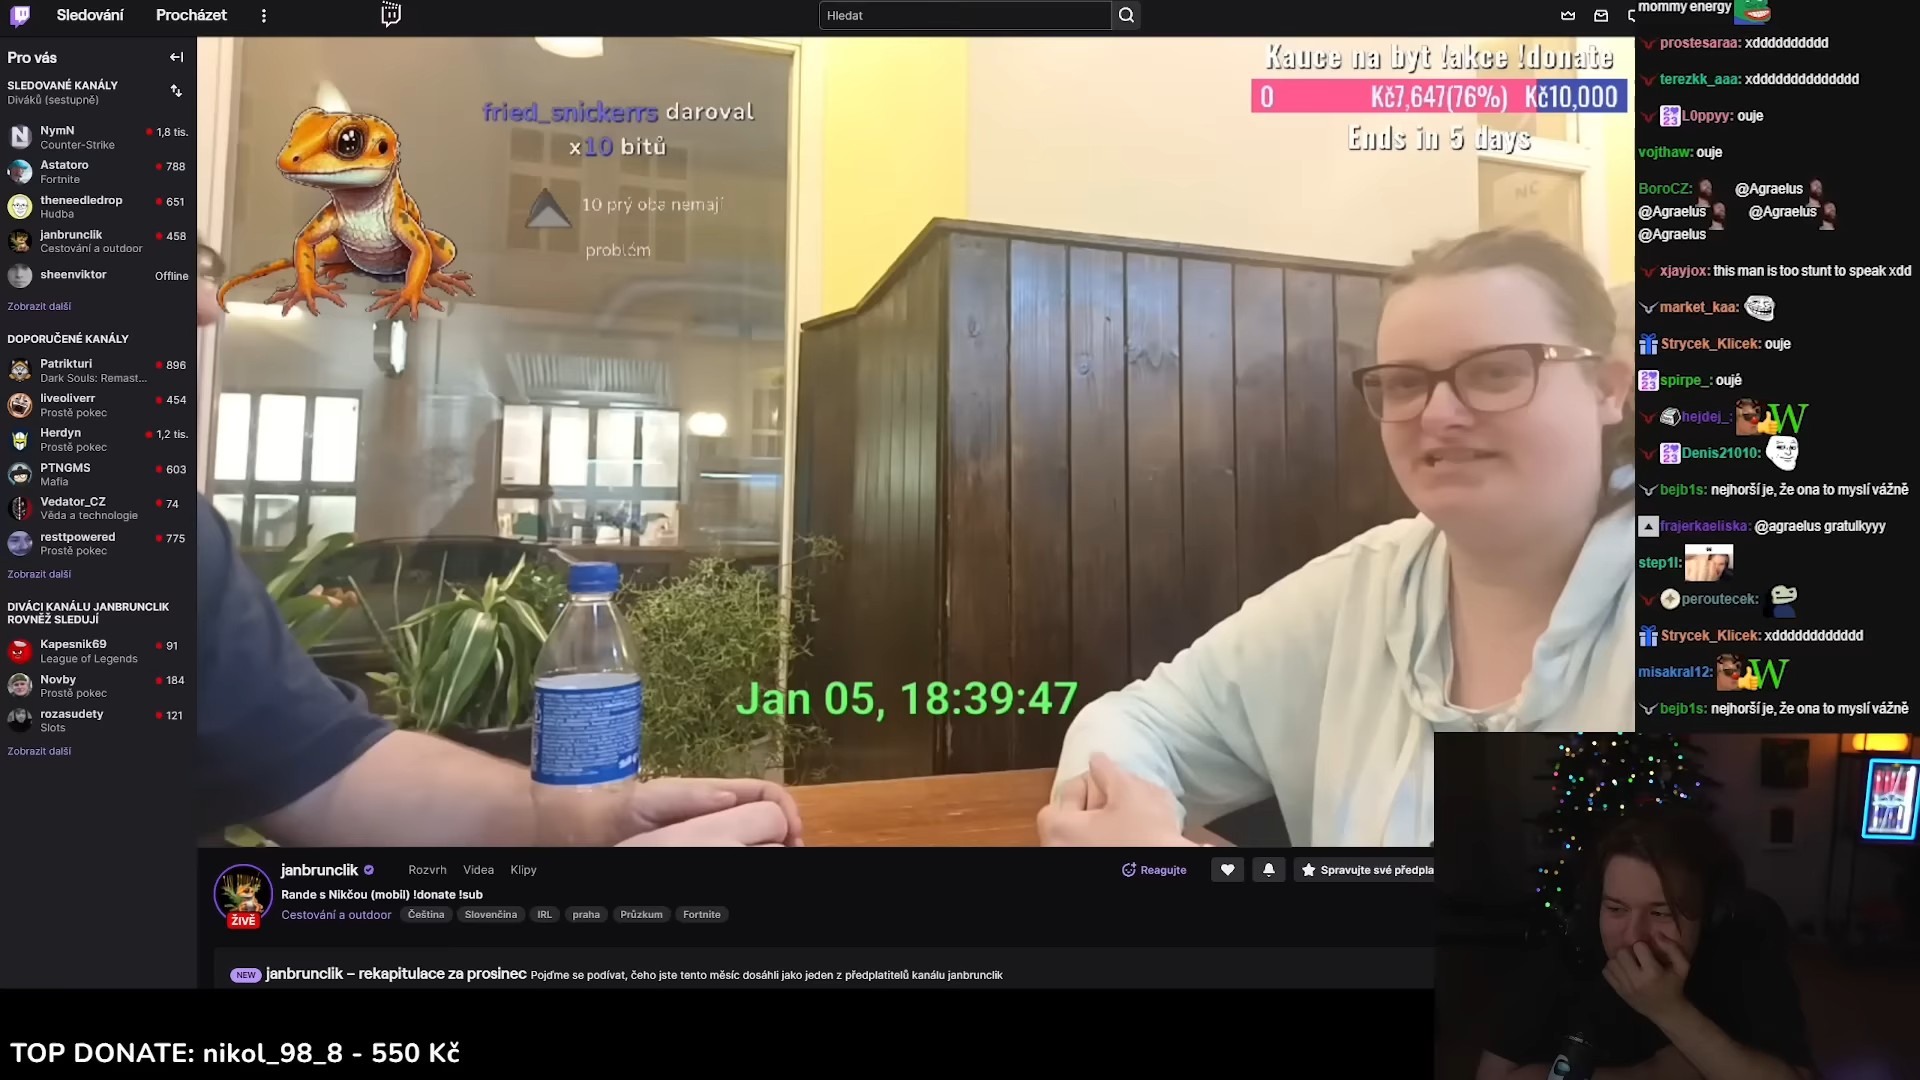 Sledování
Procházet
Hledat
Pro vás
SLEDOVANÉ KANÁLY
Diváků (sestupně)
NymN
1,8 tis.
Counter-Strike
Astatoro
788
Fortnite
theneedledrop
651
Hudba
janbrunclik
458
Cestování a outdoor
sheenviktor
Offline
Zobrazit další
DOPORUČENÉ KANÁLY
Patrikturi
896
Dark Souls: Remast...
liveoliverr
454
Prostě pokec
Herdyn
1,2 tis.
Prostě pokec
PTNGMS
603
Mafia
Vedator_CZ
74
Věda a technologie
resttpowered
775
Prostě pokec
Zobrazit další
DIVÁCI KANÁLU JANBRUNCLIK
ROVNĚŽ SLEDUJÍ
Kapesnik69
91
League of Legends
Novby
184
Prostě pokec
rozasudety
121
Slots
Zobrazit další
fried_snickerrs daroval
x10 bitů
10 prý oba nemají
problém
Kauce na byt !akce !donate
0 Kč7,647(76%) Kč10,000
Ends in 5 days
Jan 05, 18:39:47
janbrunclik
Rozvrh Videa Klipy
Rande s Nikčou (mobil) !donate !sub
Cestování a outdoor Čeština Slovenčina IRL praha Průzkum Fortnite
Reagujte
Spravujte své předpla
ŽIVĚ
NEW janbrunclik – rekapitulace za prosinec Pojďme se podívat, čeho jste tento měsíc dosáhli jako jeden z předplatitelů kanálu janbrunclik
TOP DONATE: nikol_98_8 - 550 Kč
mommy energy
prostesaraa: xdddddddddd
terezkk_aaa: xdddddddddddddd
L0ppyy: ouje
vojthaw: ouje
BoroCZ: @Agraelus
@Agraelus @Agraelus
@Agraelus
xjayjox: this man is too stunt to speak xdd
market_kaa:
Strycek_Klicek: ouje
spirpe_: oujé
hejdej_: W
Denis21010:
bejb1s: nejhorší je, že ona to myslí vážně
frajerkaeliska: @agraelus gratulkyyy
step1l:
peroutecek:
Strycek_Klicek: xdddddddddddd
misakral12: W
bejb1s: nejhorší je, že ona to myslí vážně